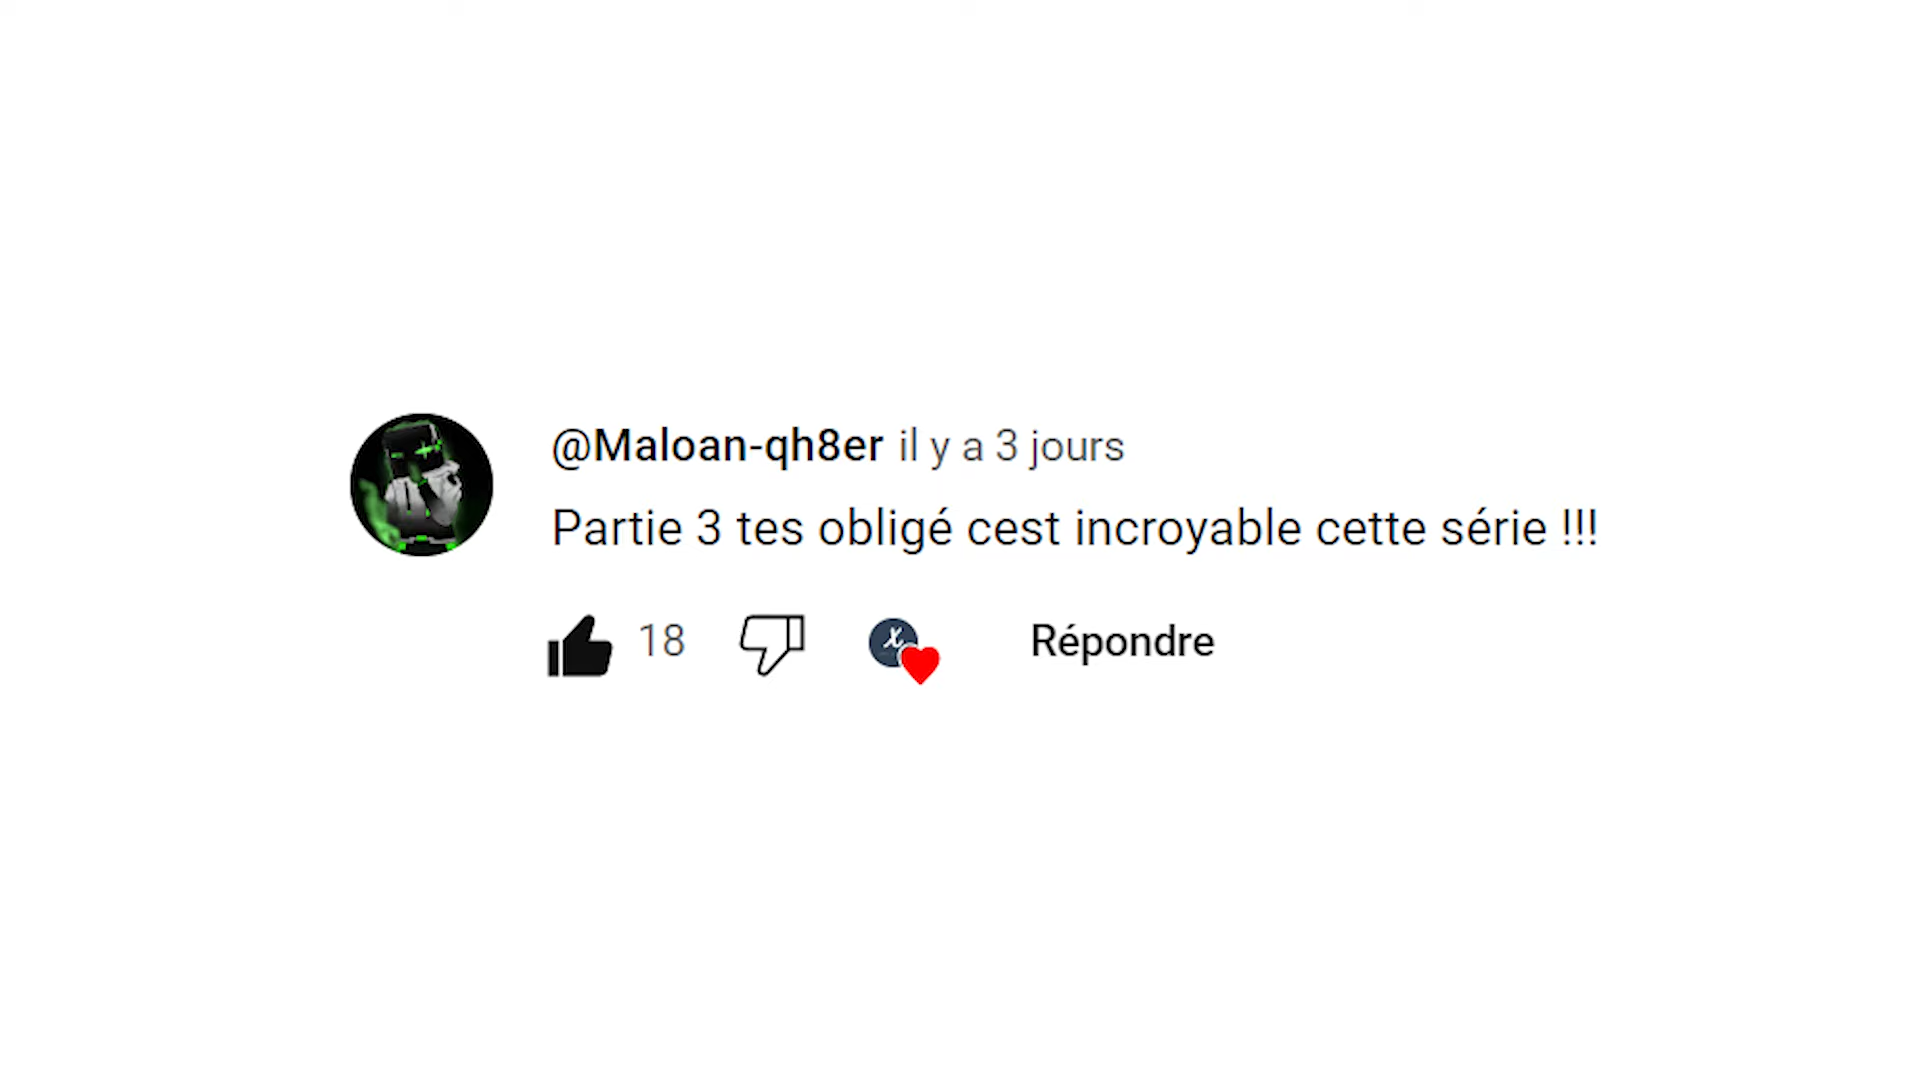 @Maloan-qh8er il y a 3 jours
Partie 3 tes obligé cest incroyable cette série !!!
18 Répondre